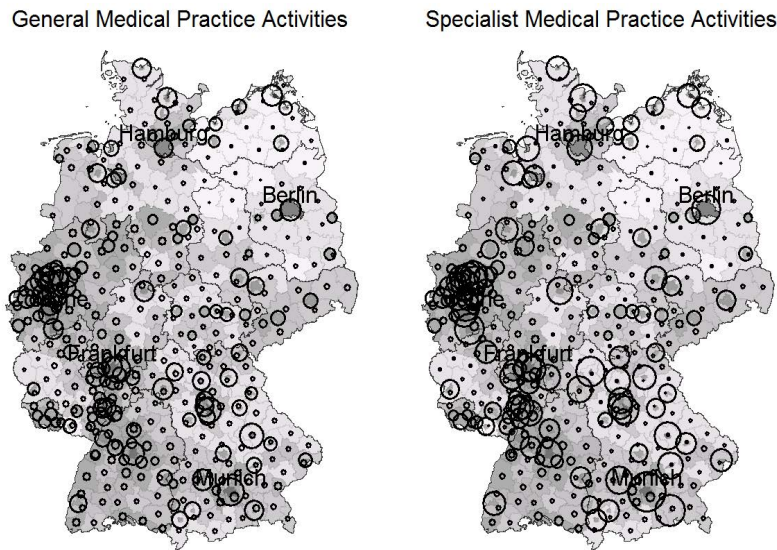 General Medical Practice Activities
Specialist Medical Practice Activities
Hamburg
Berlin
Frankfurt
Munich
Hamburg
Berlin
Frankfurt
Munich